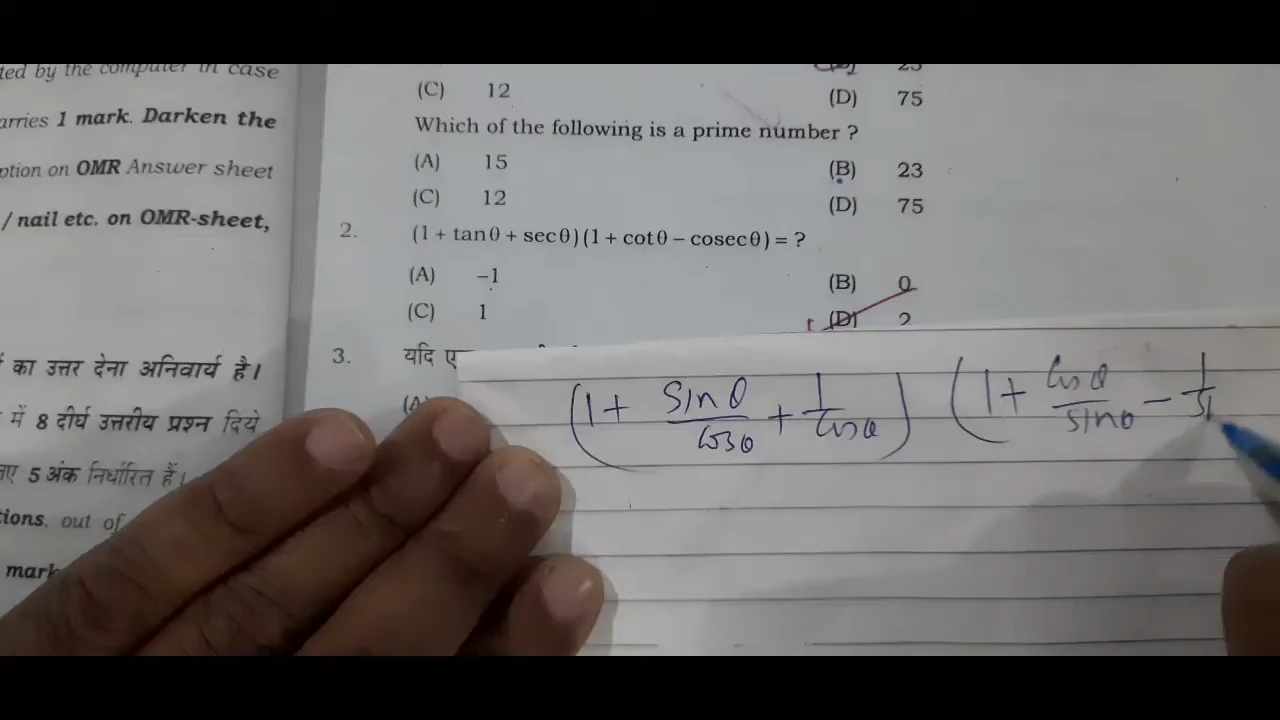 ted by the computer in case
arries 1 mark. Darken the
ption on OMR Answer sheet
/ nail etc. on OMR-sheet,
का उत्तर देना अनिवार्य है।
में 8 दीर्घ उत्तरीय प्रश्न दिये
ए 5 अंक निर्धारित हैं।
tions, out of
mark
(C) 12 (D) 75
Which of the following is a prime number ?
(A) 15 (B) 23
(C) 12 (D) 75
2. (1 + tanθ + secθ)(1 + cotθ − cosecθ) = ?
(A) −1 (B) 0
(C) 1 (D) 2
3. यदि ए
(A)
(1 + sinθ/cosθ + 1/cosθ) (1 + cosθ/sinθ − 1/si